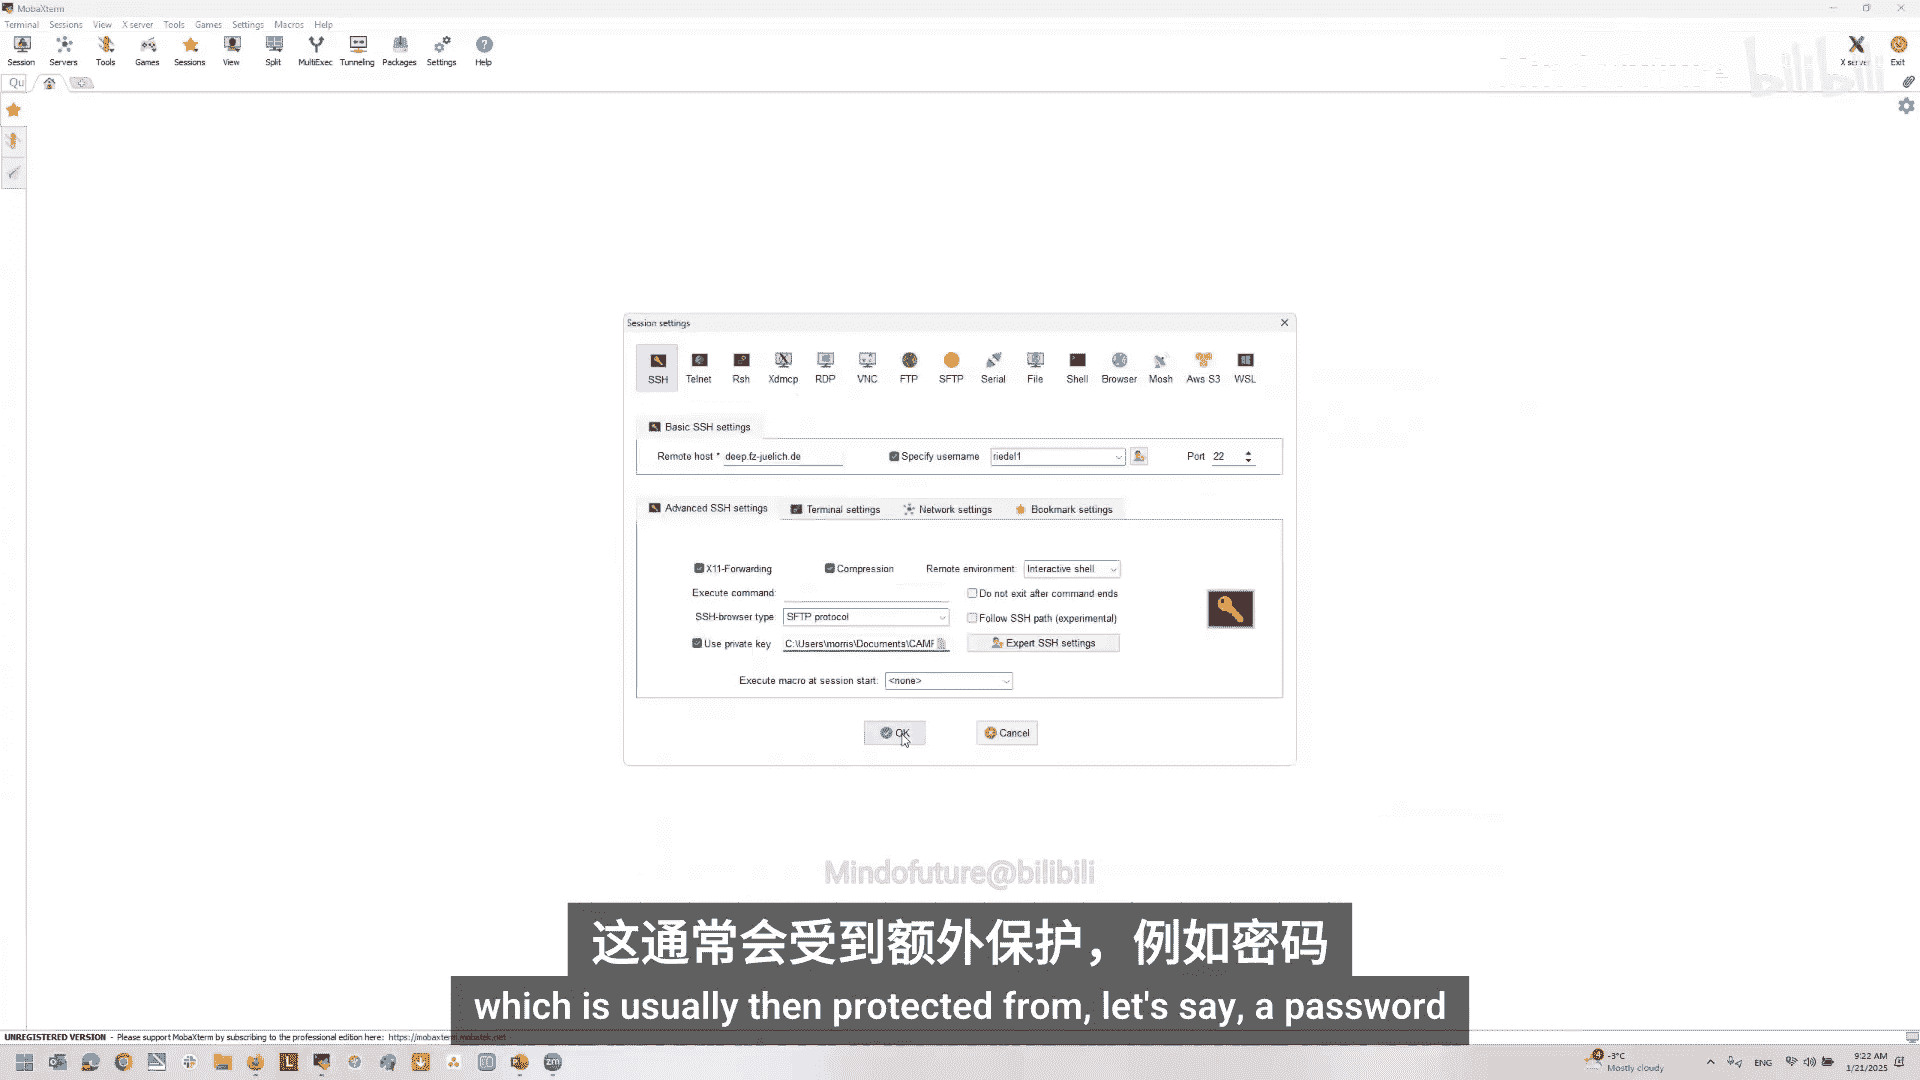 MobaXterm
Terminal Sessions View X server Tools Games Settings Macros Help
Session Servers Tools Games Sessions View Split MultiExec Tunneling Packages Settings Help
X server Exit
Qu
bilibili
Session settings
SSH Telnet Rsh Xdmcp RDP VNC FTP SFTP Serial File Shell Browser Mosh Aws S3 WSL
Basic SSH settings
Remote host * deep.fz-juelich.de Specify username riedel1 Port 22
Advanced SSH settings Terminal settings Network settings Bookmark settings
X11-Forwarding Compression Remote environment: Interactive shell
Execute command: Do not exit after command ends
SSH-browser type: SFTP protocol Follow SSH path (experimental)
Use private key C:\Users\morris\Documents\CAMF Expert SSH settings
Execute macro at session start: <none>
OK Cancel
Mindofuture@bilibili
这通常会受到额外保护，例如密码
which is usually then protected from, let's say, a password
UNREGISTERED VERSION - Please support MobaXterm by subscribing to the professional edition here: https://mobaxterm.mobatek.net
-3°C
Mostly cloudy
ENG
9:22 AM
1/21/2025